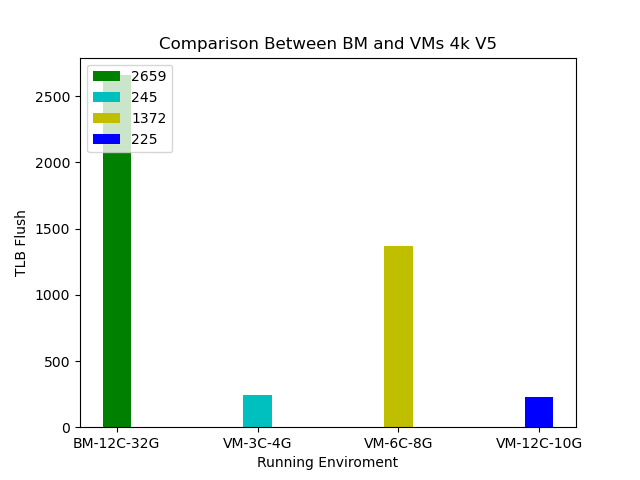 Comparison Between BM and VMs 4k V5
2659
245
1372
225
TLB Flush
2500
2000
1500
1000
500
0
BM-12C-32G VM-3C-4G VM-6C-8G VM-12C-10G
Running Enviroment